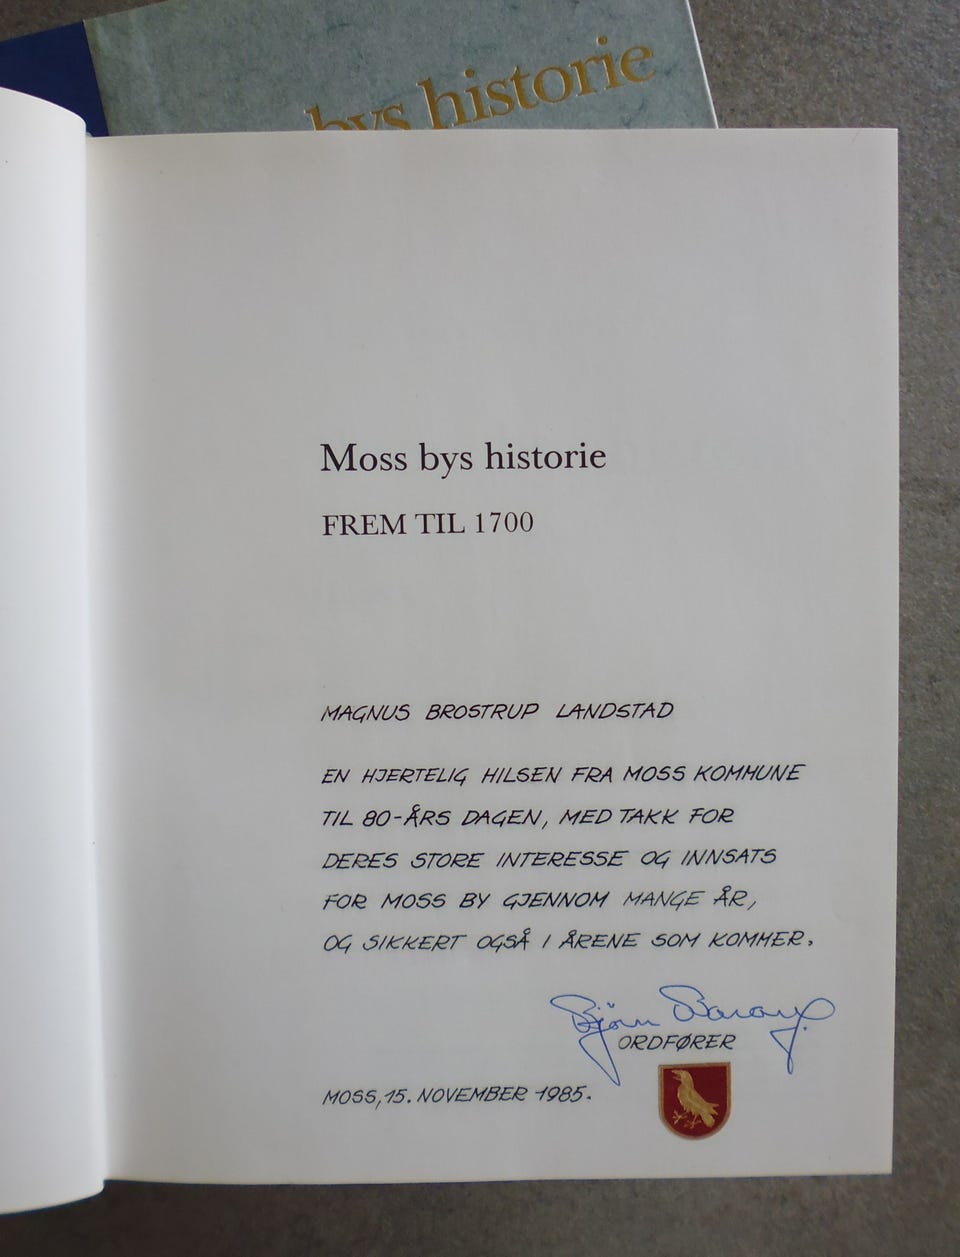 bys historie
Moss bys historie
FREM TIL 1700
MAGNUS BROSTRUP LANDSTAD
EN HJERTELIG HILSEN FRA MOSS KOMMUNE
TIL 80-ÅRS DAGEN, MED TAKK FOR
DERES STORE INTERESSE OG INNSATS
FOR MOSS BY GJENNOM MANGE ÅR,
OG SIKKERT OGSÅ I ÅRENE SOM KOMMER.
Bjørn
ORDFØRER
MOSS, 15. NOVEMBER 1985.